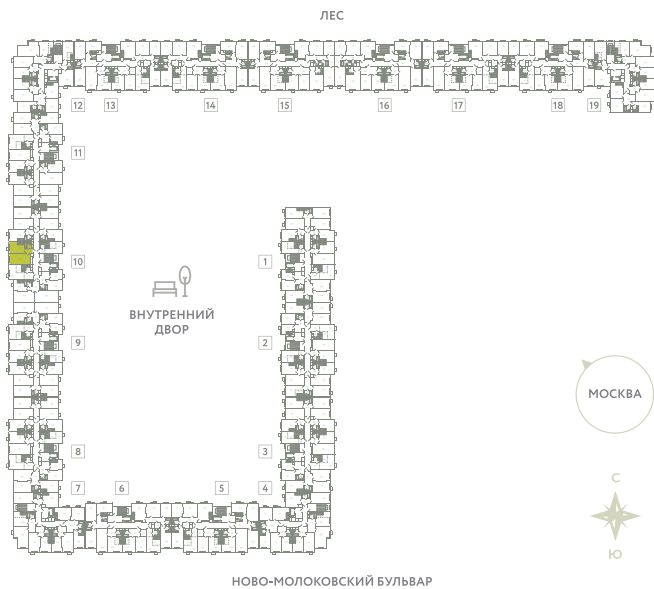 ЛЕС
12 13 14 15 16 17 18 19
11
10 1
ВНУТРЕННИЙ
ДВОР
9 2
МОСКВА
8 3
7 6 5 4
С
Ю
НОВО-МОЛОКОВСКИЙ БУЛЬВАР